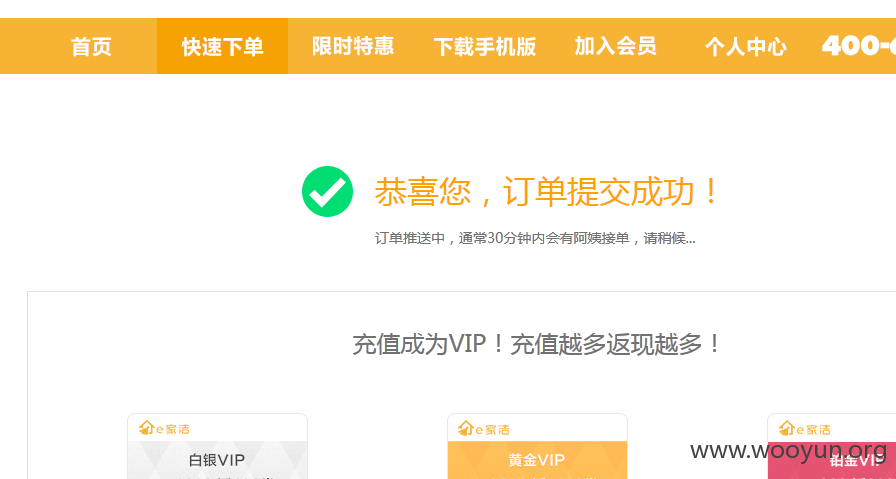 首页 快速下单 限时特惠 下载手机版 加入会员 个人中心 400-
恭喜您，订单提交成功！
订单推送中，通常30分钟内会有阿姨接单，请稍候...
充值成为VIP！充值越多返现越多！
e家洁 e家洁 e家洁
白银VIP 黄金VIP 铂金VIP
www.wooyun.org